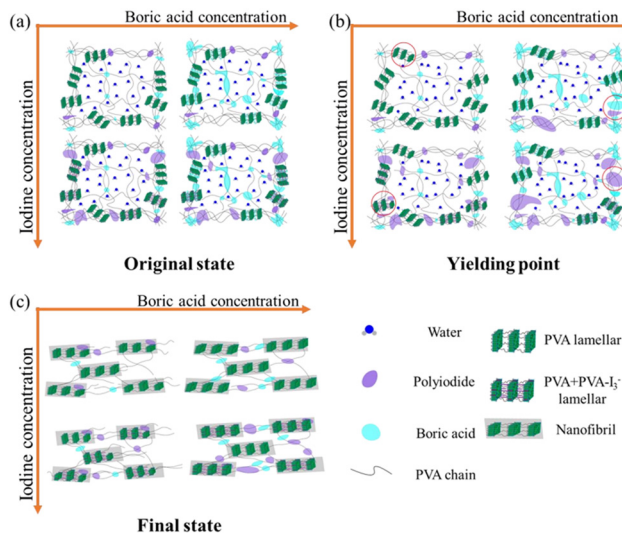 (a)
Boric acid concentration
Iodine concentration
Original state
(b)
Boric acid concentration
Iodine concentration
Yielding point
(c)
Boric acid concentration
Iodine concentration
Final state
Water
Polyiodide
Boric acid
PVA chain
PVA lamellar
PVA+PVA-I₃⁻
lamellar
Nanofibril